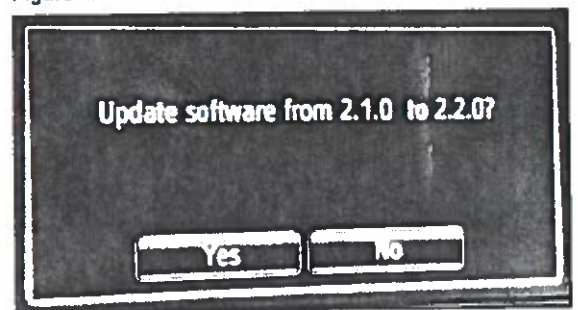 Update software from 2.1.0 to 2.2.0?
Yes No